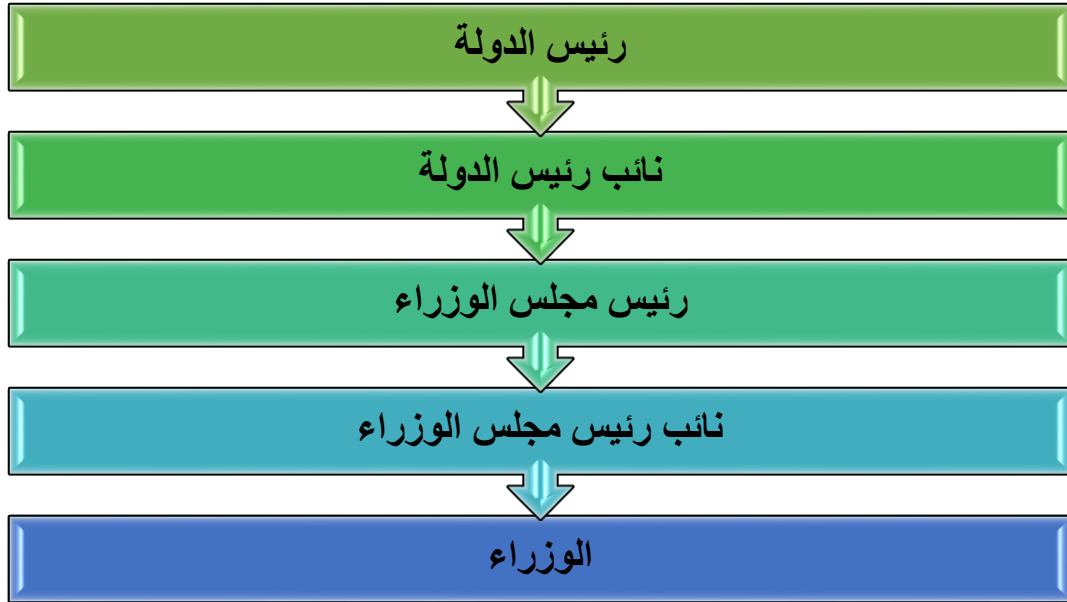 رئيس الدولة
نائب رئيس الدولة
رئيس مجلس الوزراء
نائب رئيس مجلس الوزراء
الوزراء